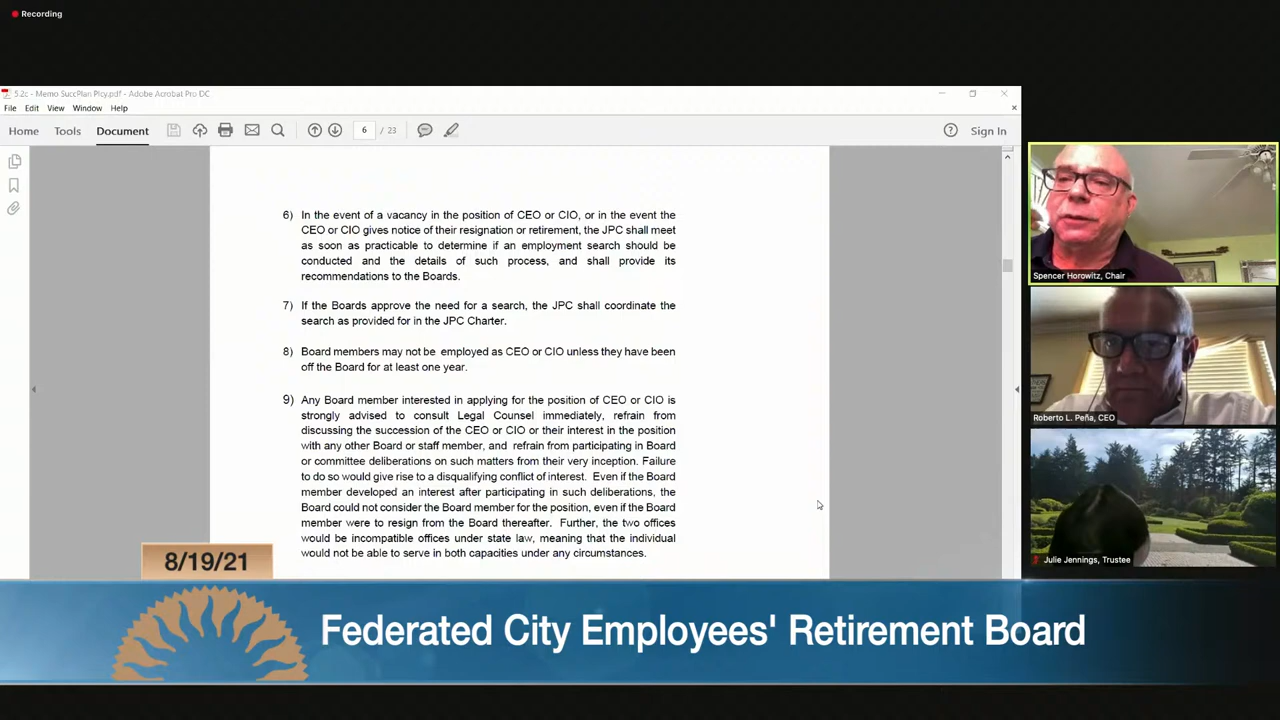 Recording
5.2c - Memo SuccPlan Plcy.pdf - Adobe Acrobat Pro DC
File Edit View Window Help
Home Tools Document 6 / 23 Sign In
6) In the event of a vacancy in the position of CEO or CIO, or in the event the
CEO or CIO gives notice of their resignation or retirement, the JPC shall meet
as soon as practicable to determine if an employment search should be
conducted and the details of such process, and shall provide its
recommendations to the Boards.
7) If the Boards approve the need for a search, the JPC shall coordinate the
search as provided for in the JPC Charter.
8) Board members may not be employed as CEO or CIO unless they have been
off the Board for at least one year.
9) Any Board member interested in applying for the position of CEO or CIO is
strongly advised to consult Legal Counsel immediately, refrain from
discussing the succession of the CEO or CIO or their interest in the position
with any other Board or staff member, and refrain from participating in Board
or committee deliberations on such matters from their very inception. Failure
to do so would give rise to a disqualifying conflict of interest. Even if the Board
member developed an interest after participating in such deliberations, the
Board could not consider the Board member for the position, even if the Board
member were to resign from the Board thereafter. Further, the two offices
would be incompatible offices under state law, meaning that the individual
would not be able to serve in both capacities under any circumstances.
Spencer Horowitz, Chair
Roberto L. Peña, CEO
Julie Jennings, Trustee
8/19/21
Federated City Employees' Retirement Board